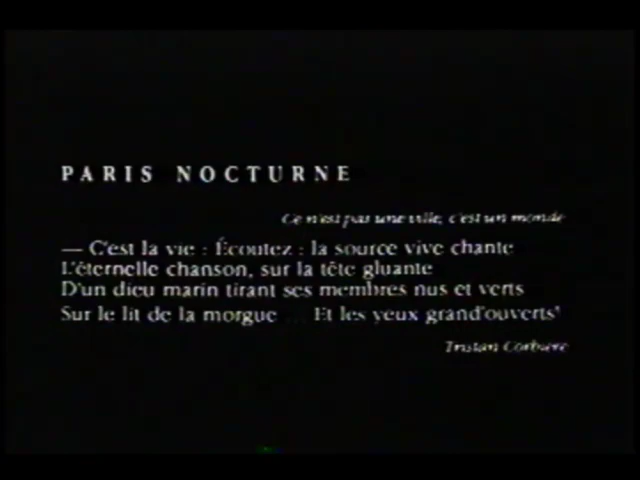 PARIS NOCTURNE
Ce n'est pas une ville, c'est un monde
— C'est la vie : Écoutez : la source vive chante
L'éternelle chanson, sur la tête gluante
D'un dieu marin tirant ses membres nus et verts
Sur le lit de la morgue ... Et les yeux grand'ouverts!
Tristan Corbière